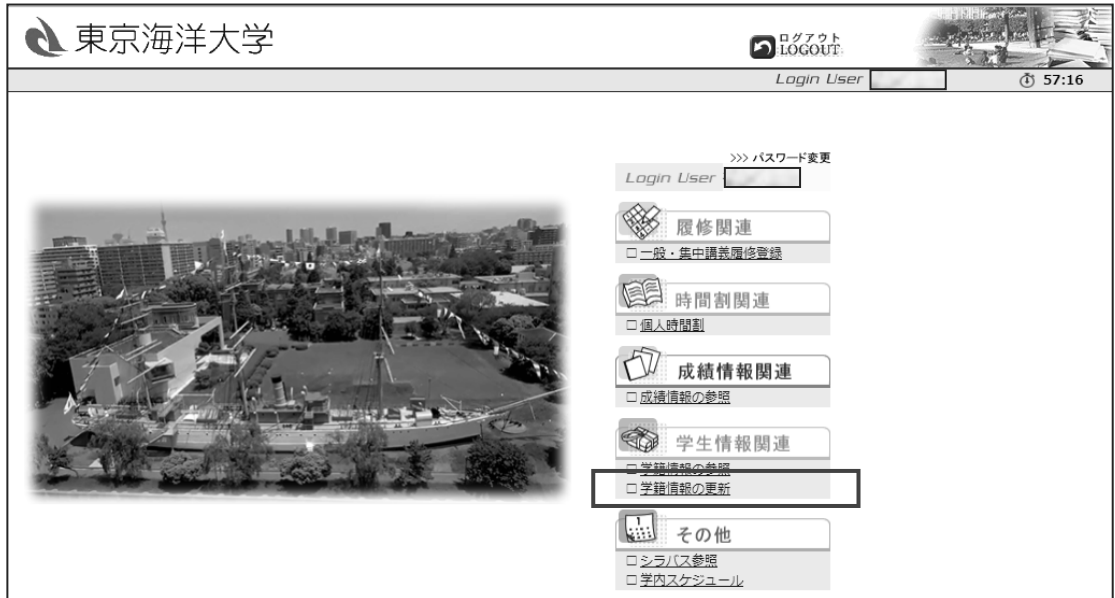 東京海洋大学
ログアウト
LOGOUT
Login User
57:16
>>> パスワード変更
Login User
履修関連
□ 一般・集中講義履修登録
時間割関連
□ 個人時間割
成績情報関連
□ 成績情報の参照
学生情報関連
□ 学籍情報の参照
□ 学籍情報の更新
その他
□ シラバス参照
□ 学内スケジュール